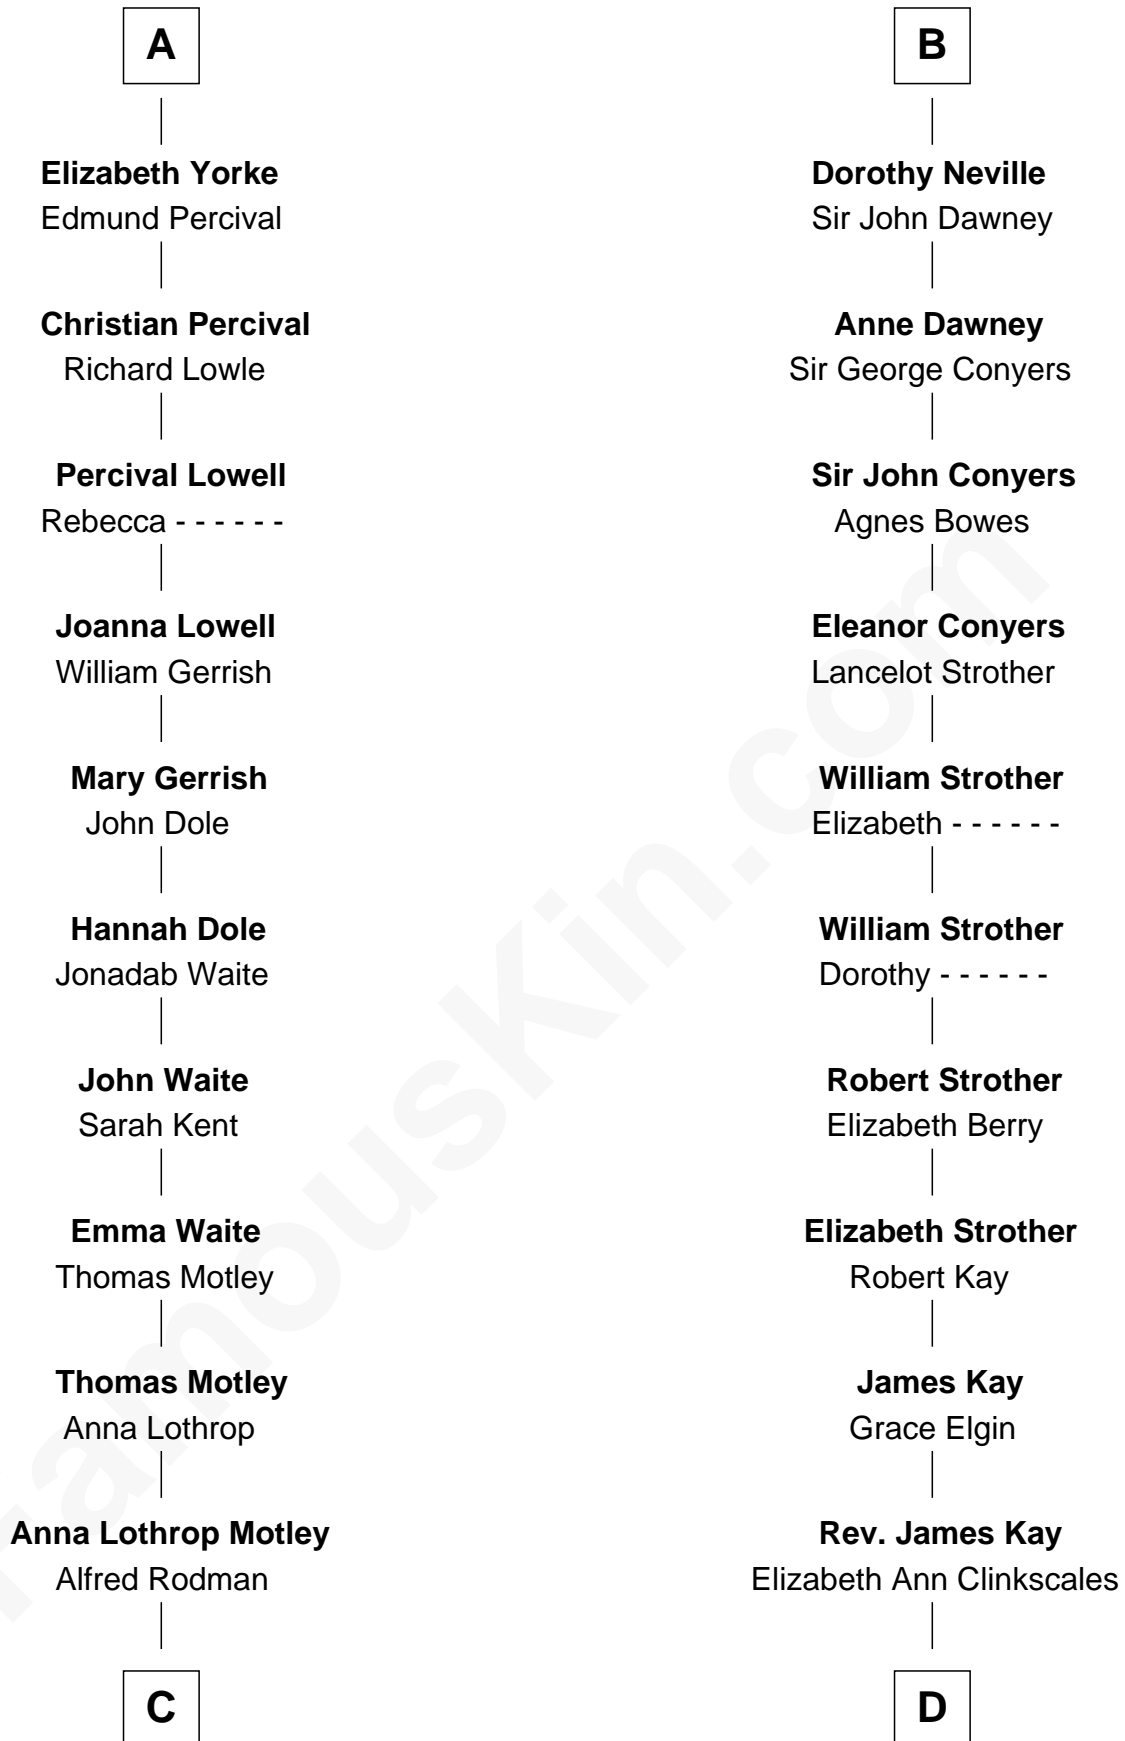 A
Elizabeth Yorke
Edmund Percival
Christian Percival
Richard Lowle
Percival Lowell
Rebecca - - - - - -
Joanna Lowell
William Gerrish
Mary Gerrish
John Dole
Hannah Dole
Jonadab Waite
John Waite
Sarah Kent
Emma Waite
Thomas Motley
Thomas Motley
Anna Lothrop
Anna Lothrop Motley
Alfred Rodman
C
B
Dorothy Neville
Sir John Dawney
Anne Dawney
Sir George Conyers
Sir John Conyers
Agnes Bowes
Eleanor Conyers
Lancelot Strother
William Strother
Elizabeth - - - - - -
William Strother
Dorothy - - - - - -
Robert Strother
Elizabeth Berry
Elizabeth Strother
Robert Kay
James Kay
Grace Elgin
Rev. James Kay
Elizabeth Ann Clinkscales
D
FamousKin.com